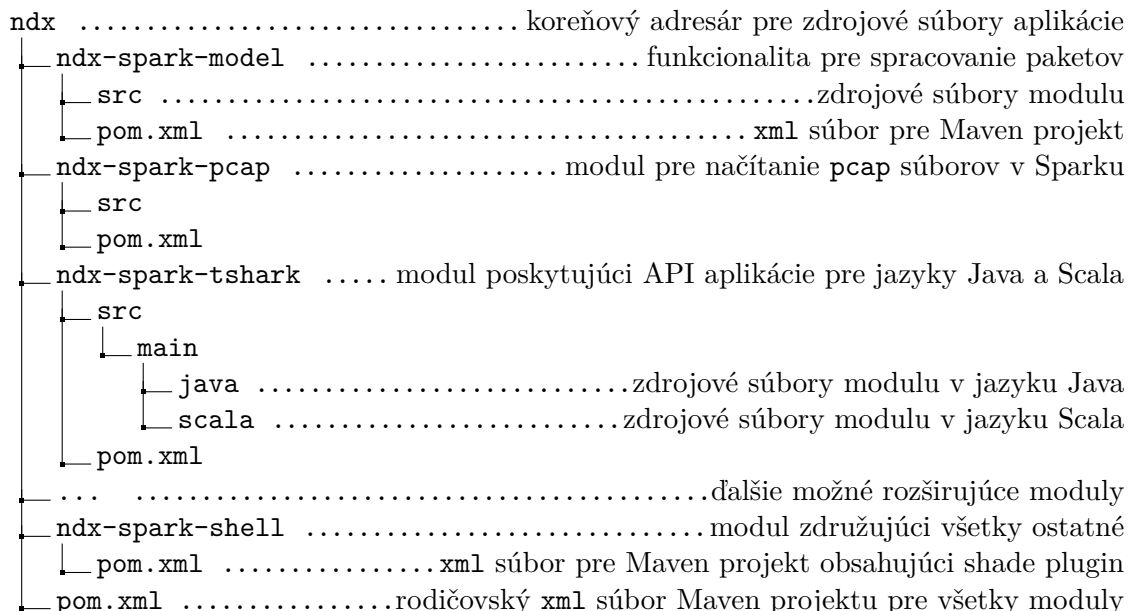 ndx ................................. koreňový adresár pre zdrojové súbory aplikácie
ndx-spark-model ......................... funkcionalita pre spracovanie paketov
src .................................................zdrojové súbory modulu
pom.xml ....................................... xml súbor pre Maven projekt
ndx-spark-pcap .................... modul pre načítanie pcap súborov v Sparku
src
pom.xml
ndx-spark-tshark ..... modul poskytujúci API aplikácie pre jazyky Java a Scala
src
main
java ............................zdrojové súbory modulu v jazyku Java
scala ..........................zdrojové súbory modulu v jazyku Scala
pom.xml
... ...........................................ďalšie možné rozširujúce moduly
ndx-spark-shell ................................ modul združujúci všetky ostatné
pom.xml ................xml súbor pre Maven projekt obsahujúci shade plugin
pom.xml ................rodičovský xml súbor Maven projektu pre všetky moduly